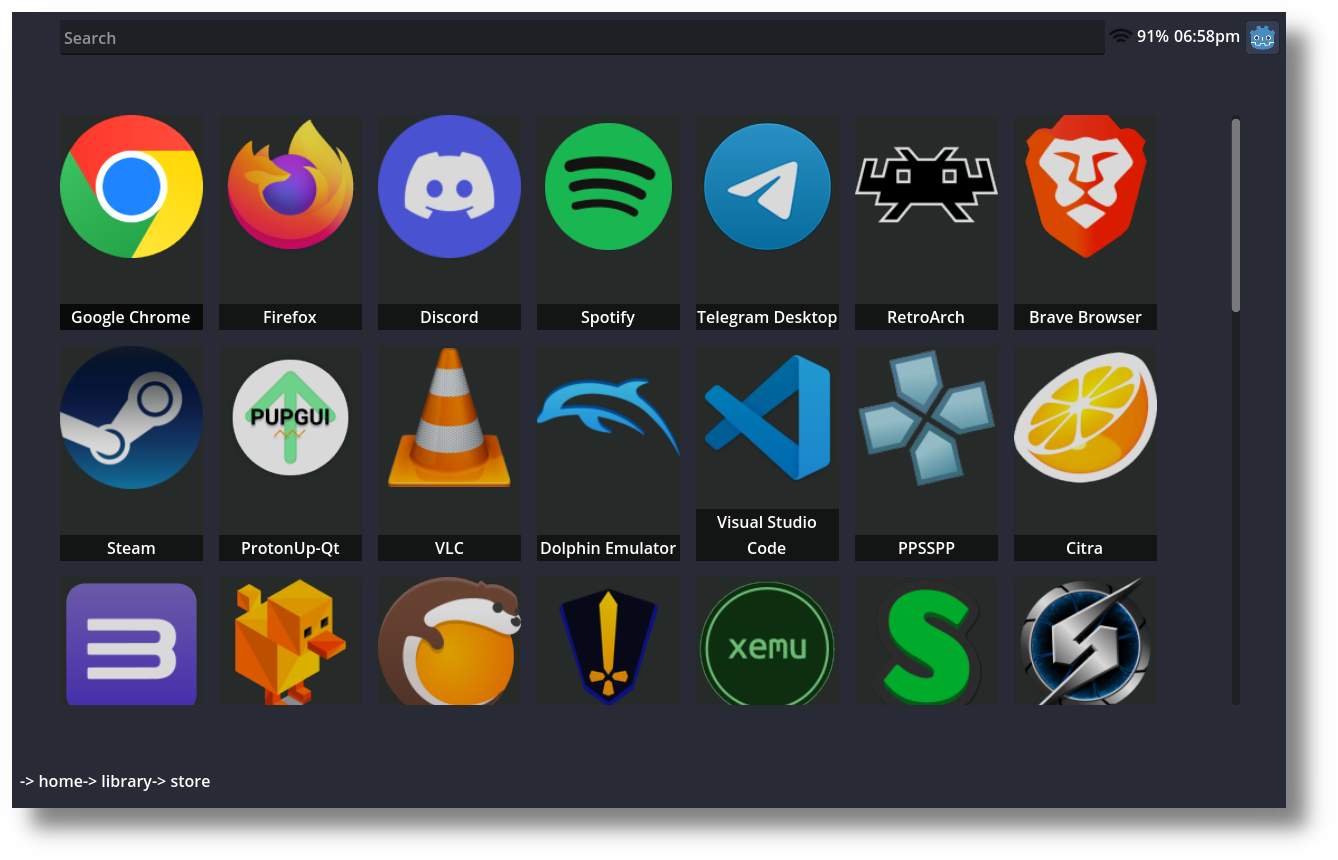 Search
91% 06:58pm
Google Chrome
Firefox
Discord
Spotify
Telegram Desktop
RetroArch
Brave Browser
PUPGUI
Steam
ProtonUp-Qt
VLC
Dolphin Emulator
Visual Studio
Code
PPSSPP
Citra
xemu
S
-> home-> library-> store